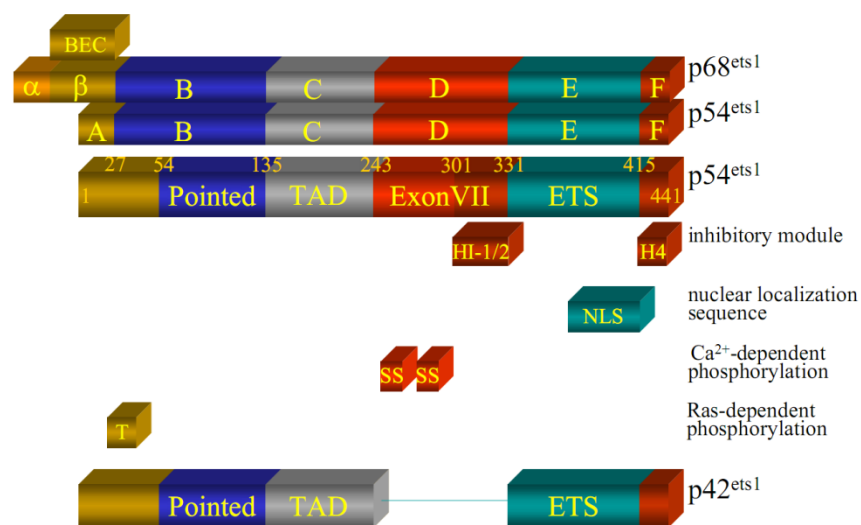 BEC
α β B C D E F p68ets1
A B C D E F p54ets1
27 54 135 243 301 331 415
1 Pointed TAD ExonVII ETS 441 p54ets1
HI-1/2 H4 inhibitory module
NLS nuclear localization
sequence
SS SS Ca²⁺-dependent
phosphorylation
T Ras-dependent
phosphorylation
Pointed TAD ETS p42ets1